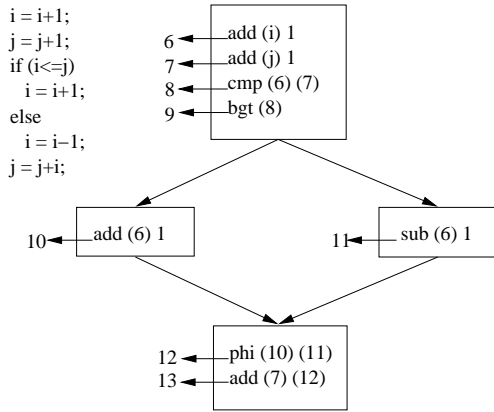 i = i+1;
j = j+1;
if (i<=j)
i = i+1;
else
i = i−1;
j = j+i;
6 add (i) 1
7 add (j) 1
8 cmp (6) (7)
9 bgt (8)
10 add (6) 1
11 sub (6) 1
12 phi (10) (11)
13 add (7) (12)